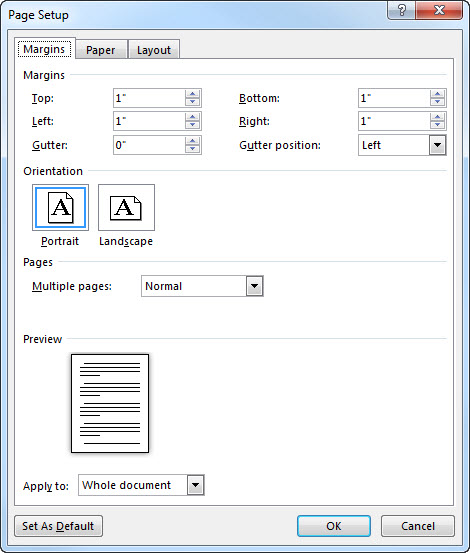 Page Setup
?
Margins Paper Layout
Margins
Top: 1" Bottom: 1"
Left: 1" Right: 1"
Gutter: 0" Gutter position: Left
Orientation
A A
Portrait Landscape
Pages
Multiple pages: Normal
Preview
Apply to: Whole document
Set As Default OK Cancel